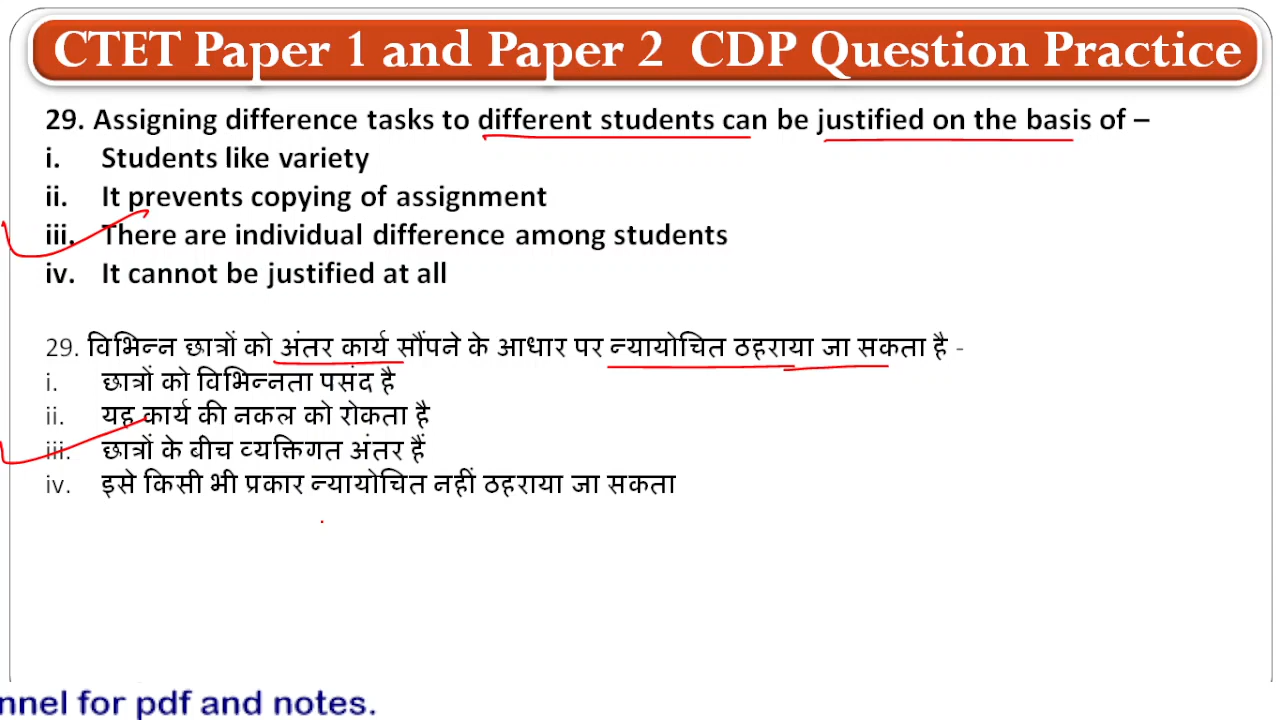 CTET Paper 1 and Paper 2 CDP Question Practice
29. Assigning difference tasks to different students can be justified on the basis of –
i. Students like variety
ii. It prevents copying of assignment
iii. There are individual difference among students
iv. It cannot be justified at all
29. विभिन्न छात्रों को अंतर कार्य सौंपने के आधार पर न्यायोचित ठहराया जा सकता है -
i. छात्रों को विभिन्नता पसंद है
ii. यह कार्य की नकल को रोकता है
iii. छात्रों के बीच व्यक्तिगत अंतर हैं
iv. इसे किसी भी प्रकार न्यायोचित नहीं ठहराया जा सकता
nnel for pdf and notes.